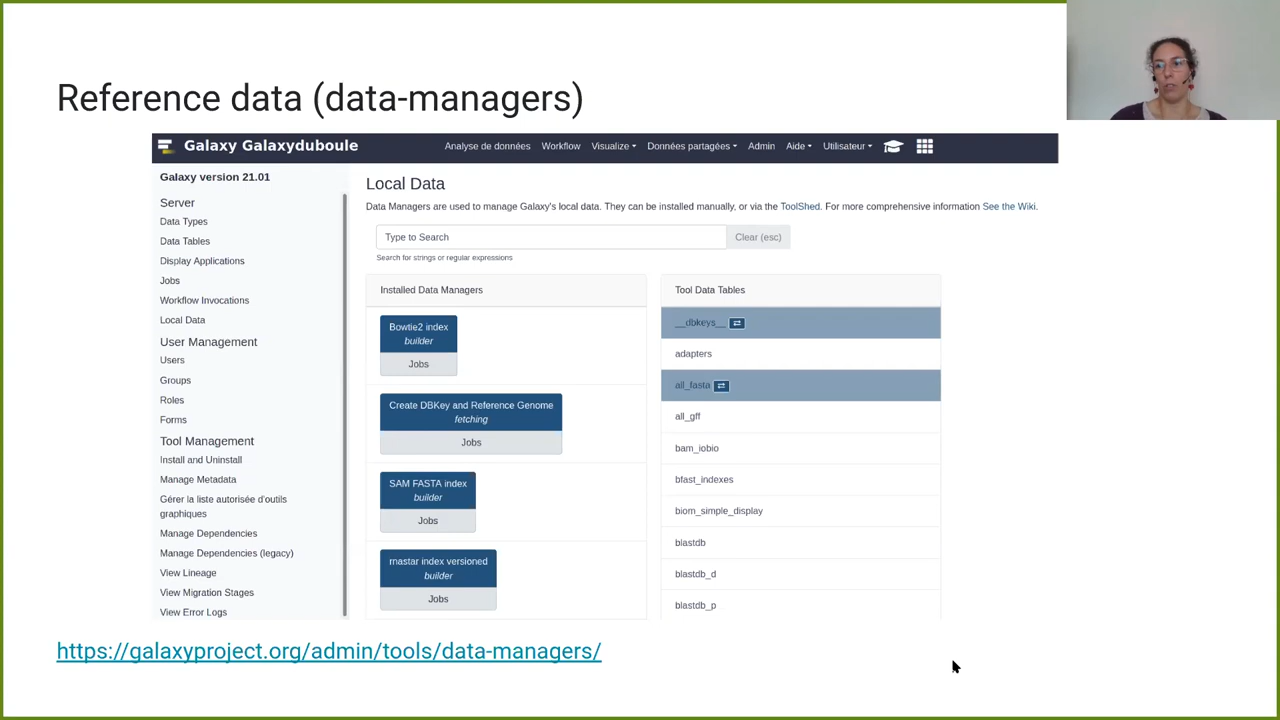 Reference data (data-managers)
Galaxy Galaxyduboule
Analyse de données Workflow Visualize Données partagées Admin Aide Utilisateur
Galaxy version 21.01
Server
Data Types
Data Tables
Display Applications
Jobs
Workflow Invocations
Local Data
User Management
Users
Groups
Roles
Forms
Tool Management
Install and Uninstall
Manage Metadata
Gérer la liste autorisée d'outils
graphiques
Manage Dependencies
Manage Dependencies (legacy)
View Lineage
View Migration Stages
View Error Logs
Local Data
Data Managers are used to manage Galaxy's local data. They can be installed manually, or via the ToolShed. For more comprehensive information See the Wiki.
Type to Search
Clear (esc)
Search for strings or regular expressions
Installed Data Managers
Bowtie2 index
builder
Jobs
Create DBKey and Reference Genome
fetching
Jobs
SAM FASTA index
builder
Jobs
rnastar index versioned
builder
Jobs
Tool Data Tables
__dbkeys__
adapters
all_fasta
all_gff
bam_iobio
bfast_indexes
biom_simple_display
blastdb
blastdb_d
blastdb_p
https://galaxyproject.org/admin/tools/data-managers/